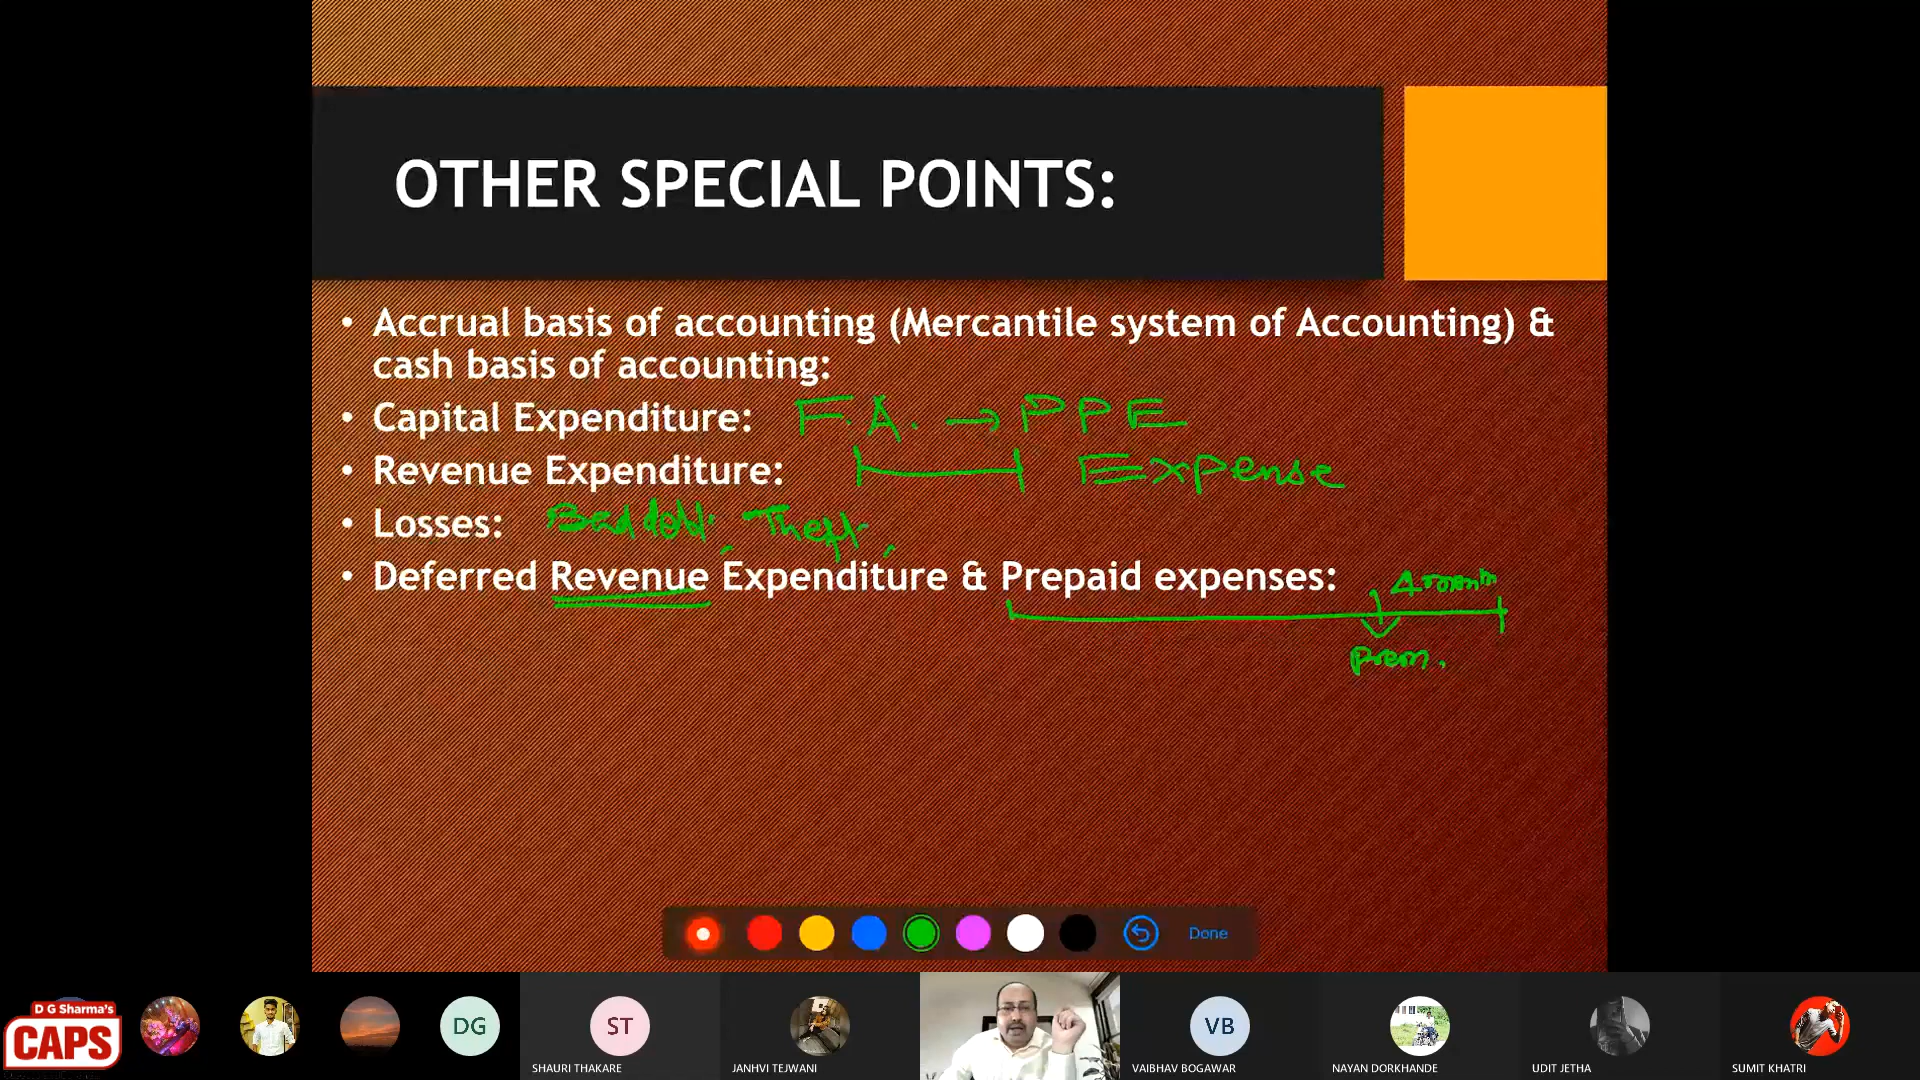 OTHER SPECIAL POINTS:
• Accrual basis of accounting (Mercantile system of Accounting) &
cash basis of accounting:
• Capital Expenditure: F.A. → PPE
• Revenue Expenditure: Expense
• Losses: Bad debt, Theft,
• Deferred Revenue Expenditure & Prepaid expenses:
Prem.
Done
D G Sharma's
CAPS
DG
ST
VB
SHAURI THAKARE
JANHVI TEJWANI
VAIBHAV BOGAWAR
NAYAN DORKHANDE
UDIT JETHA
SUMIT KHATRI